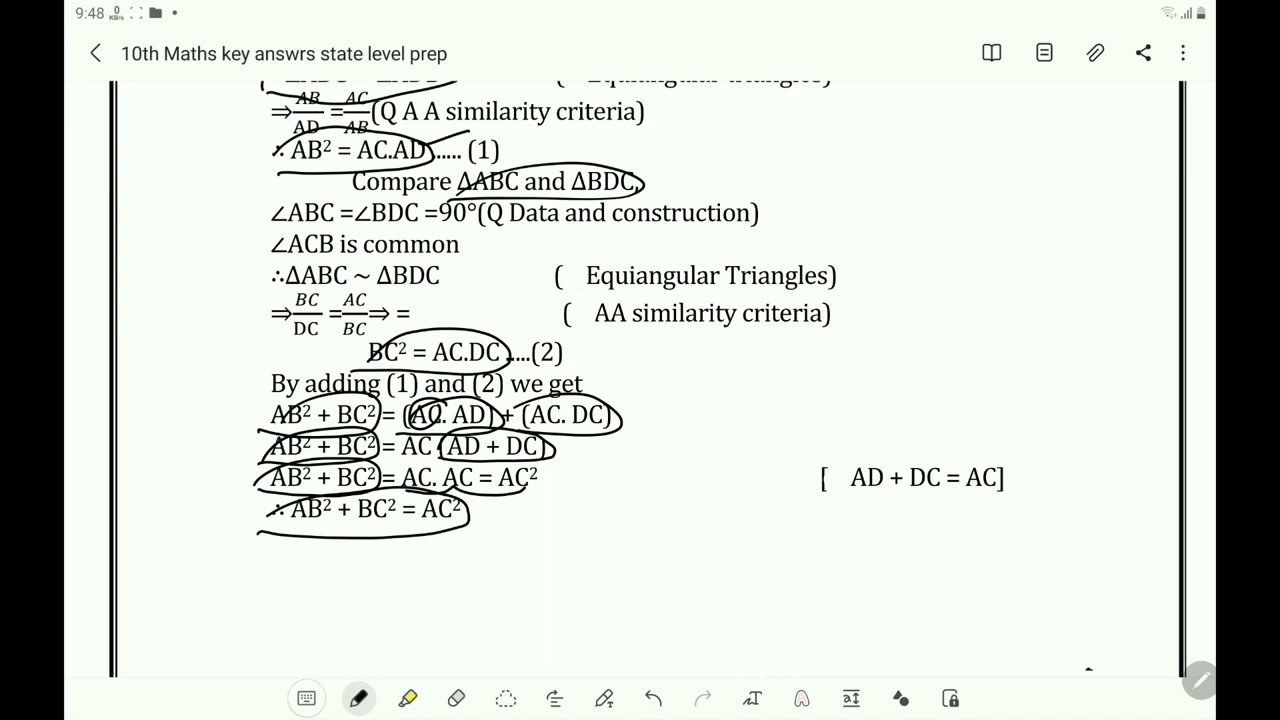 9:48 0 KB/s
10th Maths key answrs state level prep
Equiangular triangles)
⇒AB/AD =AC/AB(Q A A similarity criteria)
∴ AB² = AC.AD...... (1)
Compare ΔABC and ΔBDC,
∠ABC =∠BDC =90°(Q Data and construction)
∠ACB is common
∴ΔABC ~ ΔBDC ( Equiangular Triangles)
⇒BC/DC =AC/BC⇒ = ( AA similarity criteria)
BC² = AC.DC .....(2)
By adding (1) and (2) we get
AB² + BC² = (AC. AD) + (AC. DC)
AB² + BC² = AC (AD + DC)
AB² + BC² = AC. AC = AC² [ AD + DC = AC]
∴ AB² + BC² = AC²